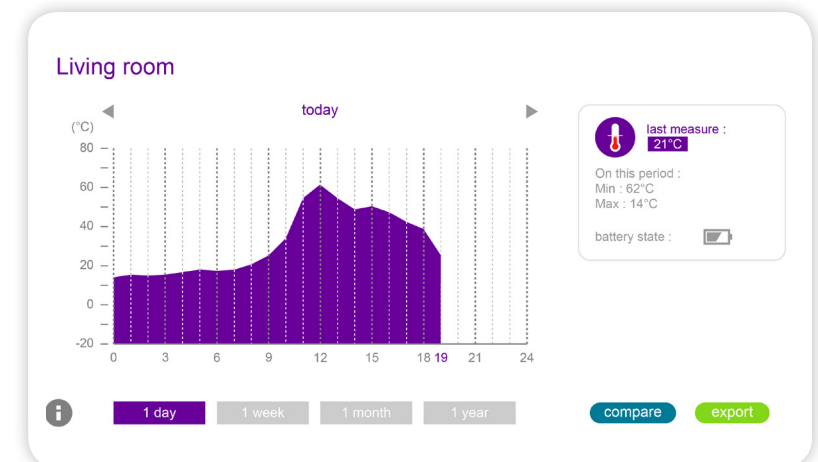 Living room
today
(°C)
80
60
40
20
0
-20
0 3 6 9 12 15 18 19 21 24
last measure :
21°C
On this period :
Min : 62°C
Max : 14°C
battery state :
i
1 day 1 week 1 month 1 year
compare export